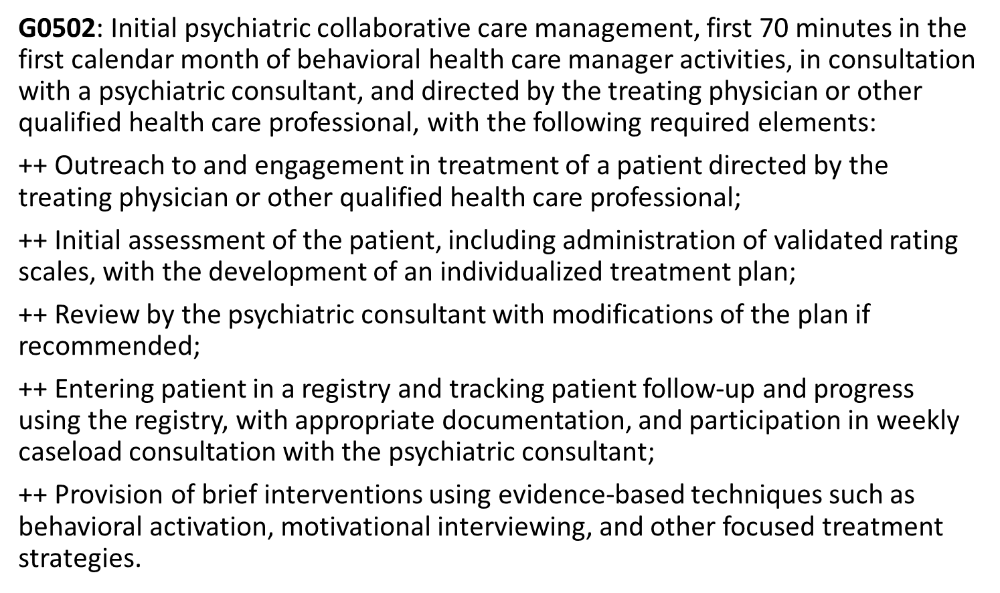 G0502: Initial psychiatric collaborative care management, first 70 minutes in the
first calendar month of behavioral health care manager activities, in consultation
with a psychiatric consultant, and directed by the treating physician or other
qualified health care professional, with the following required elements:
++ Outreach to and engagement in treatment of a patient directed by the
treating physician or other qualified health care professional;
++ Initial assessment of the patient, including administration of validated rating
scales, with the development of an individualized treatment plan;
++ Review by the psychiatric consultant with modifications of the plan if
recommended;
++ Entering patient in a registry and tracking patient follow-up and progress
using the registry, with appropriate documentation, and participation in weekly
caseload consultation with the psychiatric consultant;
++ Provision of brief interventions using evidence-based techniques such as
behavioral activation, motivational interviewing, and other focused treatment
strategies.